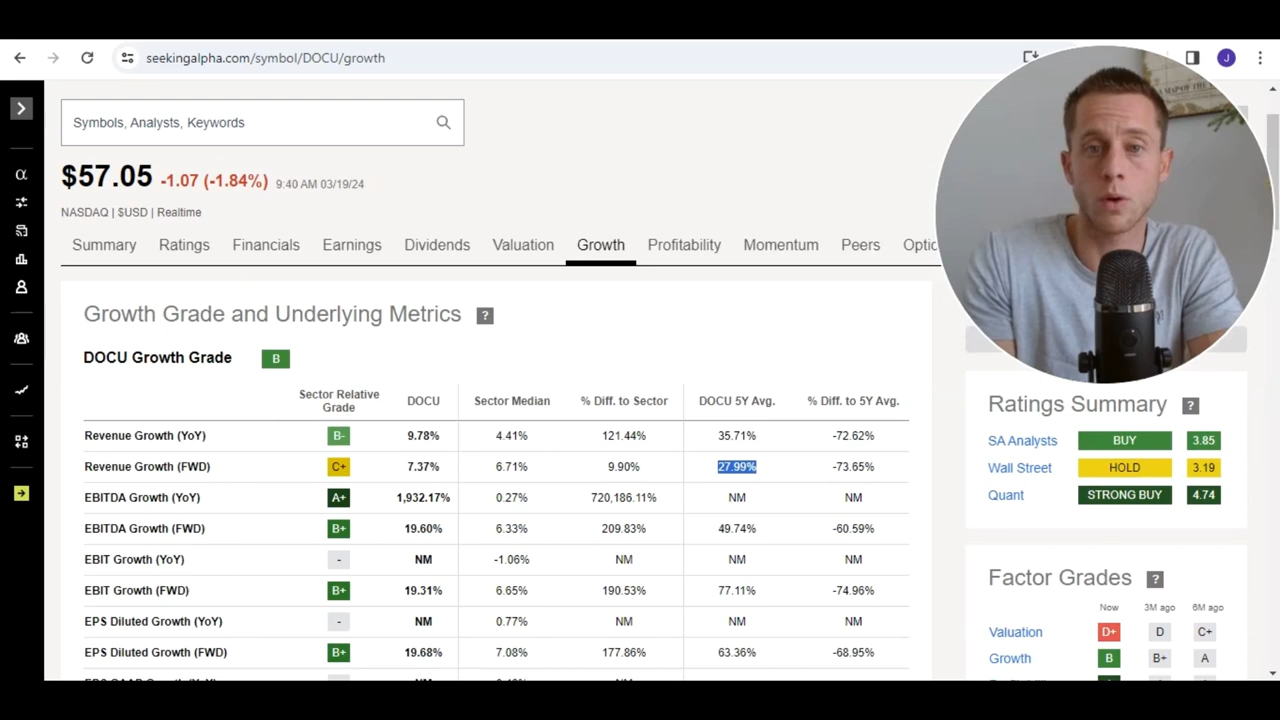 seekingalpha.com/symbol/DOCU/growth
J
Symbols, Analysts, Keywords
$57.05 -1.07 (-1.84%) 9:40 AM 03/19/24
NASDAQ | $USD | Realtime
Summary Ratings Financials Earnings Dividends Valuation Growth Profitability Momentum Peers Optic
Growth Grade and Underlying Metrics ?
DOCU Growth Grade B
Sector Relative Grade DOCU Sector Median % Diff. to Sector DOCU 5Y Avg. % Diff. to 5Y Avg.
Revenue Growth (YoY) B- 9.78% 4.41% 121.44% 35.71% -72.62%
Revenue Growth (FWD) C+ 7.37% 6.71% 9.90% 27.99% -73.65%
EBITDA Growth (YoY) A+ 1,932.17% 0.27% 720,186.11% NM NM
EBITDA Growth (FWD) B+ 19.60% 6.33% 209.83% 49.74% -60.59%
EBIT Growth (YoY) - NM -1.06% NM NM NM
EBIT Growth (FWD) B+ 19.31% 6.65% 190.53% 77.11% -74.96%
EPS Diluted Growth (YoY) - NM 0.77% NM NM NM
EPS Diluted Growth (FWD) B+ 19.68% 7.08% 177.86% 63.36% -68.95%
Ratings Summary ?
SA Analysts BUY 3.85
Wall Street HOLD 3.19
Quant STRONG BUY 4.74
Factor Grades ?
Now 3M ago 6M ago
Valuation D+ D C+
Growth B B+ A